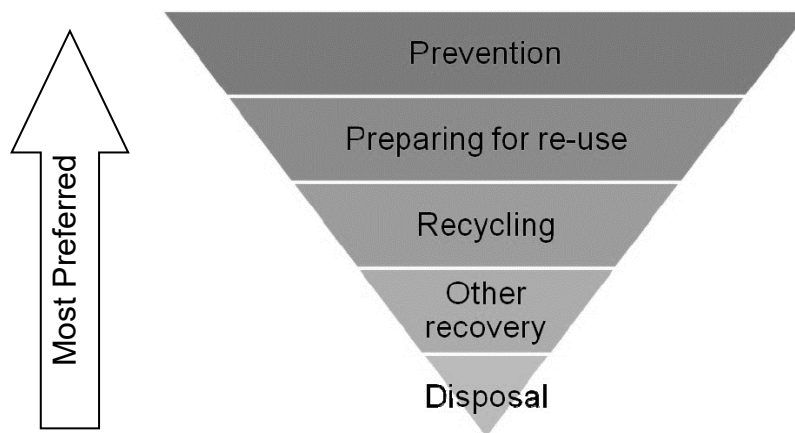 Prevention
Preparing for re-use
Recycling
Other
recovery
Disposal
Most Preferred